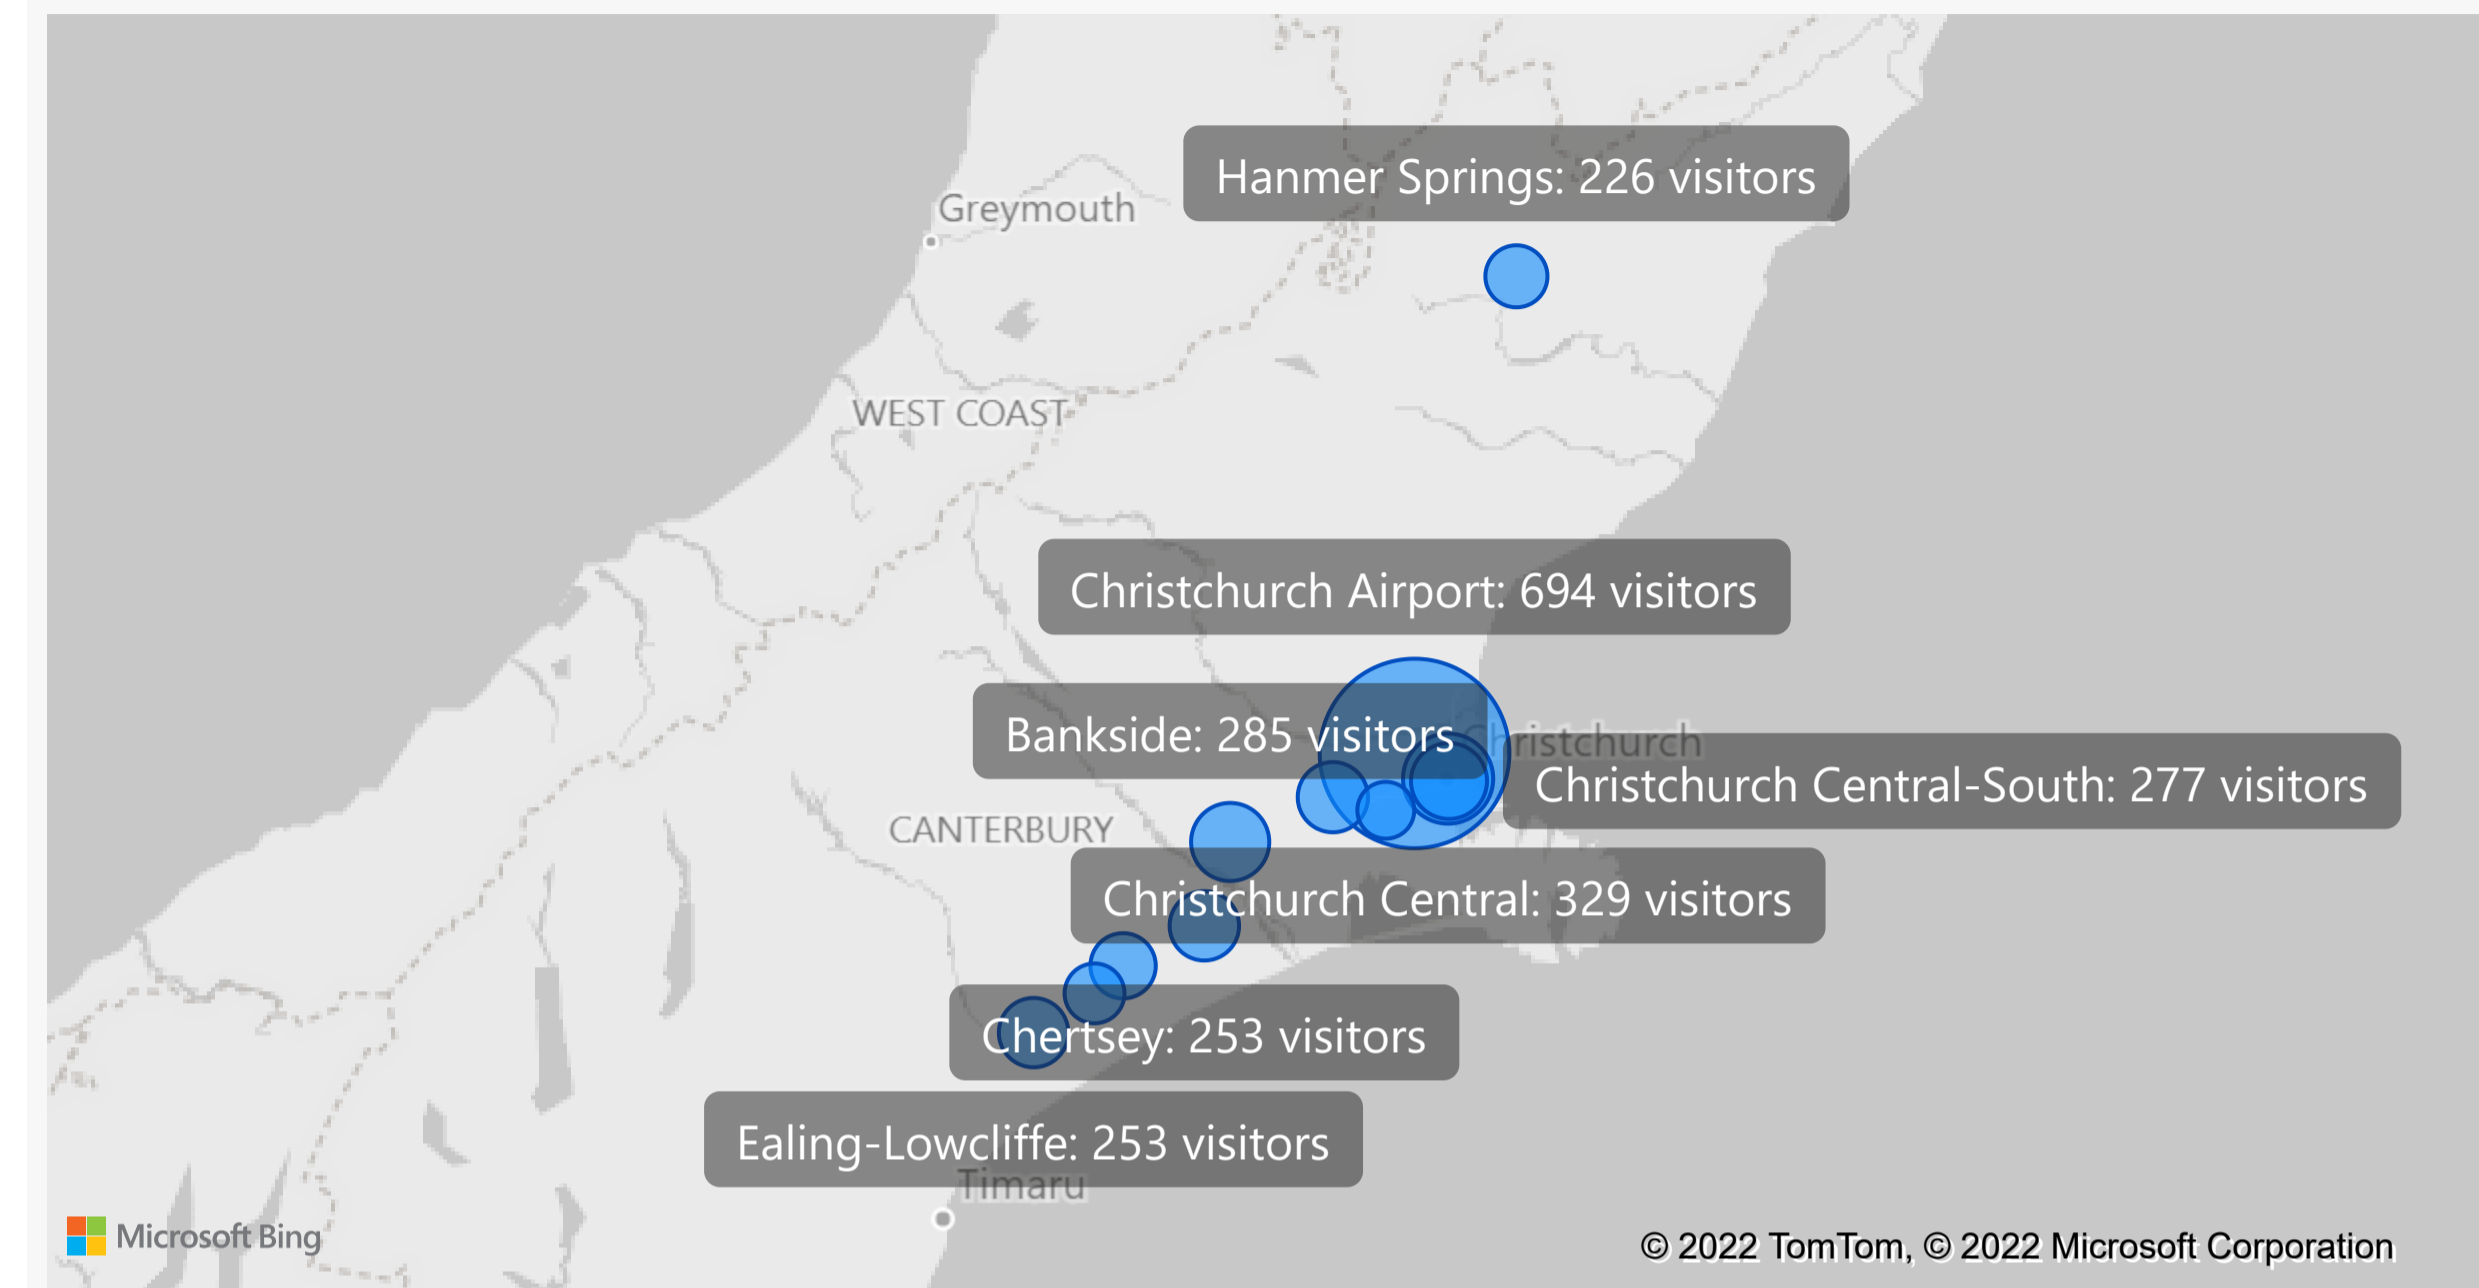 Hanmer Springs: 226 visitors
Greymouth
WEST COAST
Christchurch Airport: 694 visitors
Bankside: 285 visitors
Christchurch
Christchurch Central-South: 277 visitors
CANTERBURY
Christchurch Central: 329 visitors
Chertsey: 253 visitors
Ealing-Lowcliffe: 253 visitors
Timaru
Microsoft Bing
© 2022 TomTom, © 2022 Microsoft Corporation